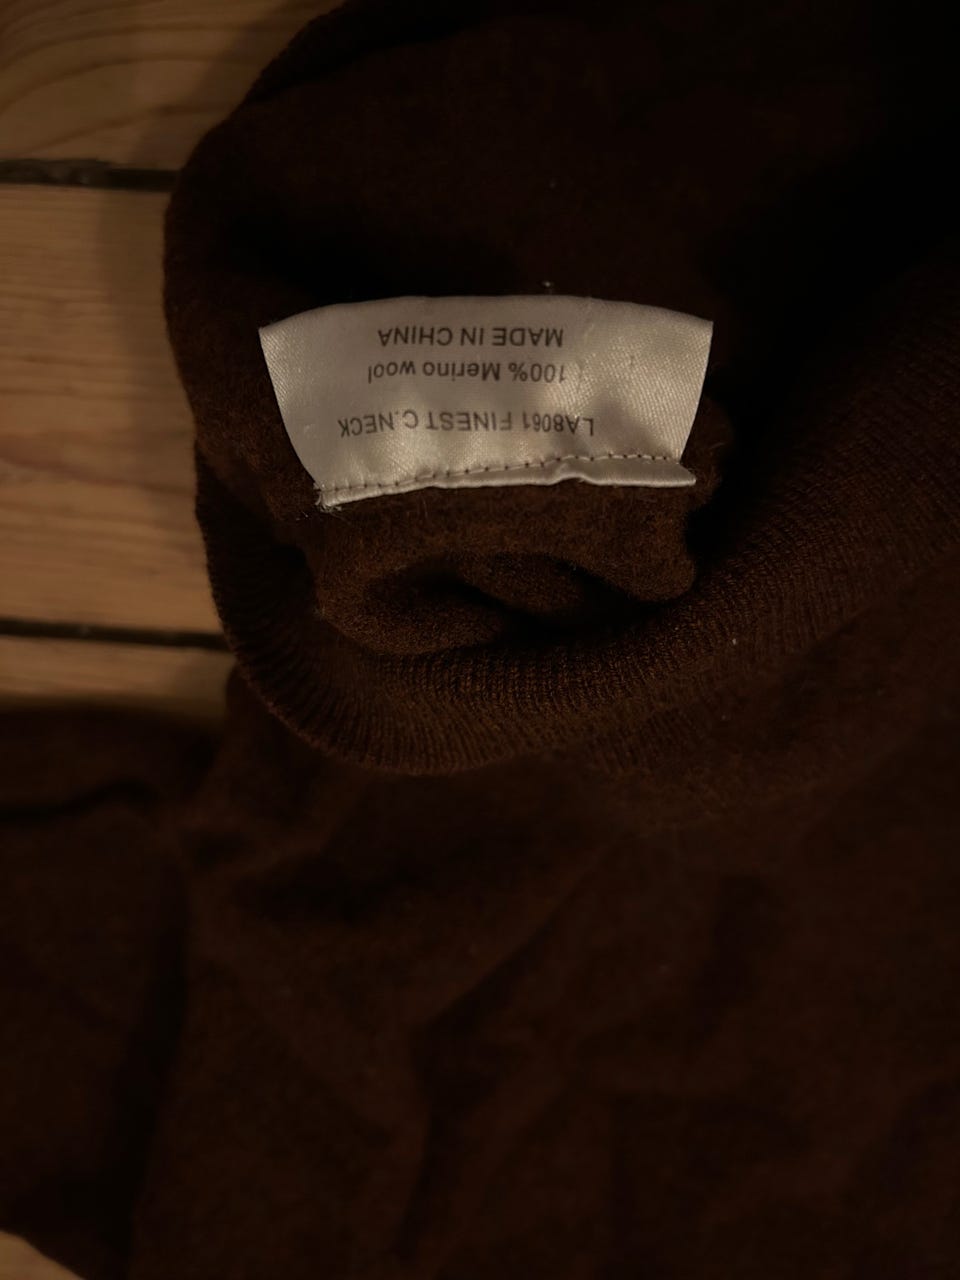 LA8061 FINEST C.NECK
100% Merino wool
MADE IN CHINA